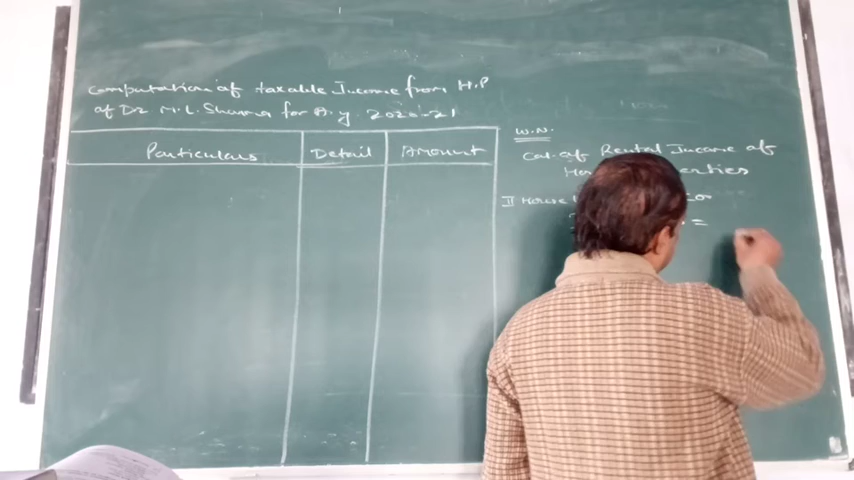 Computation of taxable Income from H.P
of Dr M.L. Sharma for A.y. 2020-21
Particulars Detail Amount
W.N.
Cal. of Rental Income of
II House
=